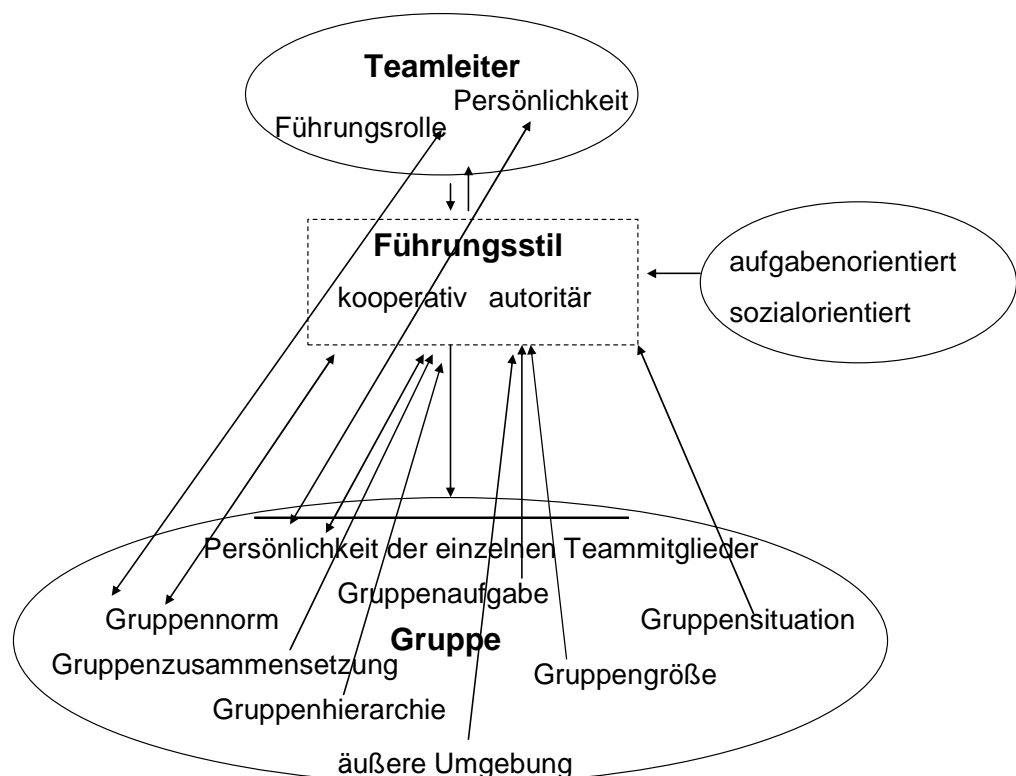 Teamleiter
Persönlichkeit
Führungsrolle
Führungsstil
kooperativ autoritär
aufgabenorientiert
sozialorientiert
Persönlichkeit der einzelnen Teammitglieder
Gruppenaufgabe
Gruppennorm
Gruppensituation
Gruppe
Gruppenzusammensetzung
Gruppengröße
Gruppenhierarchie
äußere Umgebung